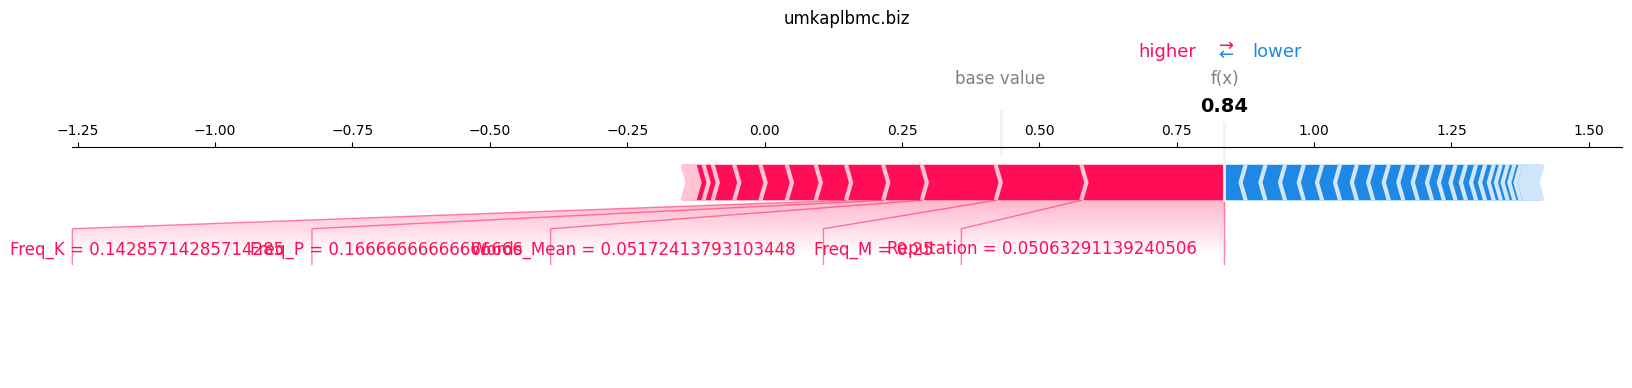 umkaplbmc.biz
higher ⇄ lower
base value f(x)
0.84
−1.25 −1.00 −0.75 −0.50 −0.25 0.00 0.25 0.50 0.75 1.00 1.25 1.50
Freq_K = 0.14285714285714285 Freq_P = 0.16666666666666666 Words_Mean = 0.05172413793103448 Freq_M = 0.25 Reputation = 0.05063291139240506